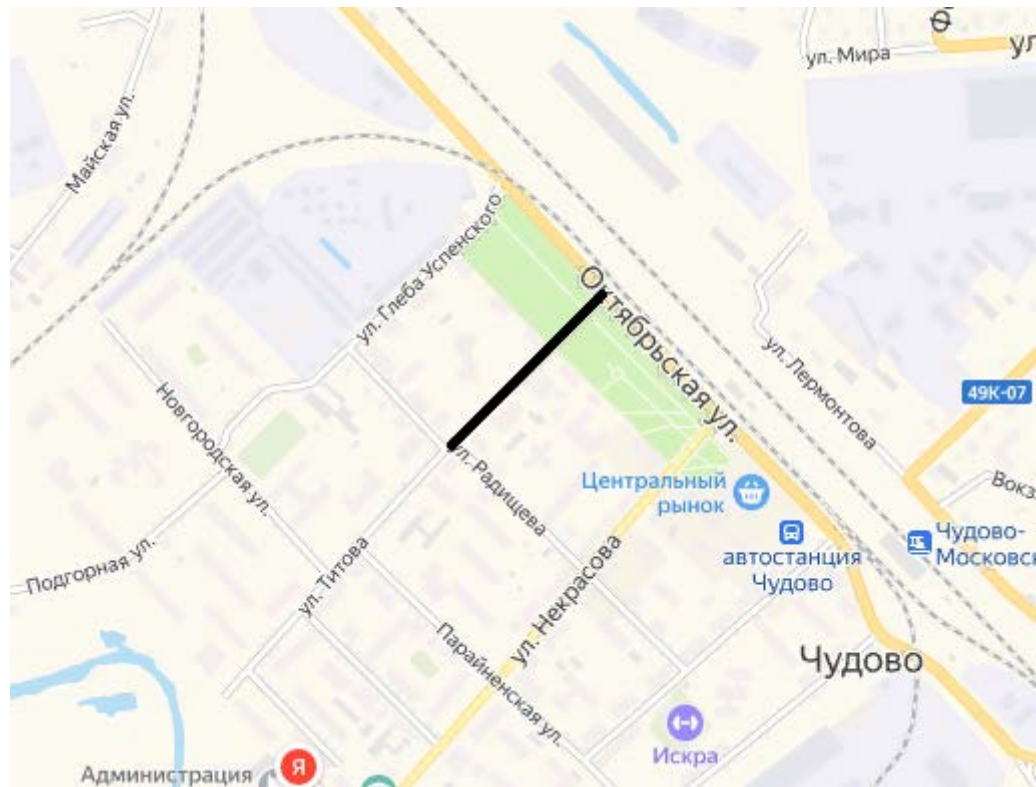 ул. Мира
ул
Майская ул.
ул. Глеба Успенского
Октябрьская ул.
ул. Лермонтова
49К-07
Новгородская ул.
ул. Радищева
Центральный
рынок
Вокз
автостанция
Чудово
Чудово-
Московск
Подгорная ул.
ул. Титова
ул. Некрасова
Парайненская ул.
Чудово
Искра
Администрация
Я